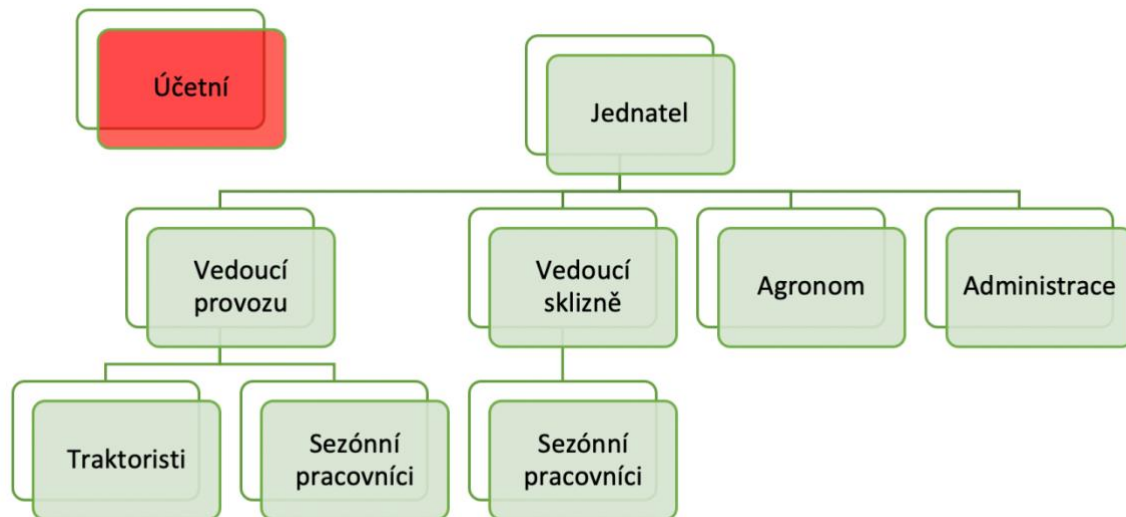 Účetní
Jednatel
Vedoucí
provozu
Vedoucí
sklizně
Agronom
Administrace
Traktoristi
Sezónní
pracovníci
Sezónní
pracovníci